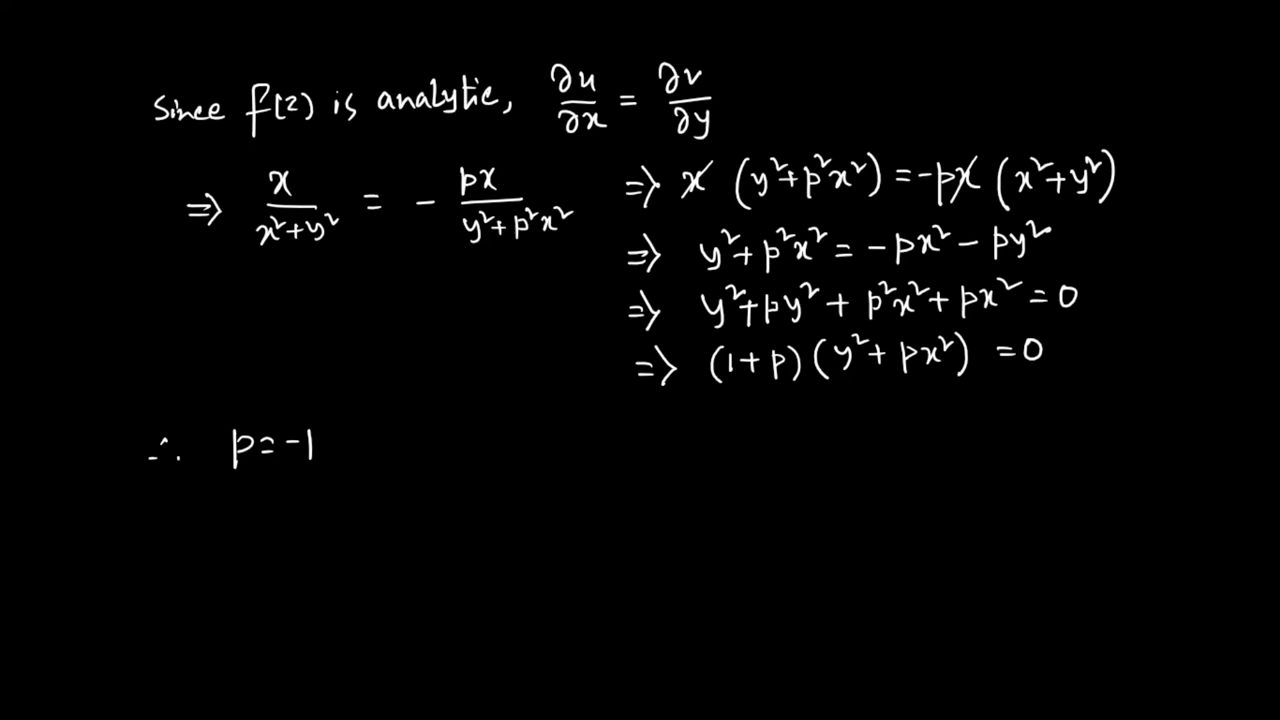 Since f(z) is analytic, ∂u/∂x = ∂v/∂y
⇒ x/(x²+y²) = - px/(y²+p²x²)
⇒ x (y²+p²x²) = -px (x²+y²)
⇒ y²+p²x² = -px² - py²
⇒ y²+py² + p²x²+px² = 0
⇒ (1+p)(y²+px²) = 0
∴ p=-1